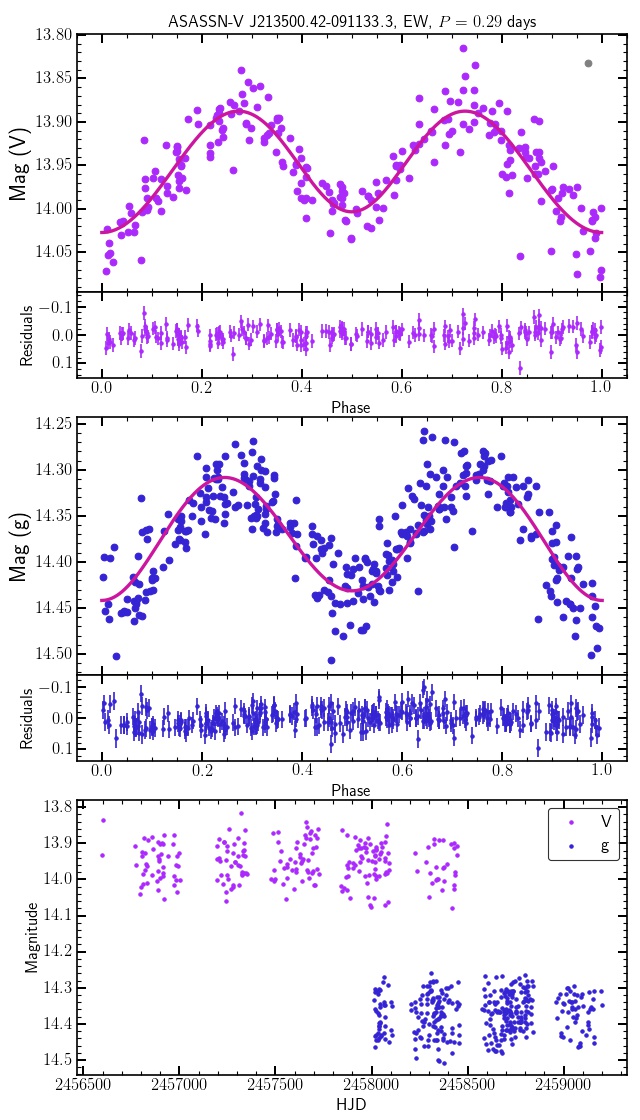 ASASSN-V J213500.42-091133.3, EW, P = 0.29 days
13.80
13.85
13.90
13.95
14.00
14.05
Mag (V)
−0.1
0.0
0.1
Residuals
0.0 0.2 0.4 0.6 0.8 1.0
Phase
14.25
14.30
14.35
14.40
14.45
14.50
Mag (g)
−0.1
0.0
0.1
Residuals
0.0 0.2 0.4 0.6 0.8 1.0
Phase
13.8
13.9
14.0
14.1
14.2
14.3
14.4
14.5
Magnitude
V
g
2456500 2457000 2457500 2458000 2458500 2459000
HJD